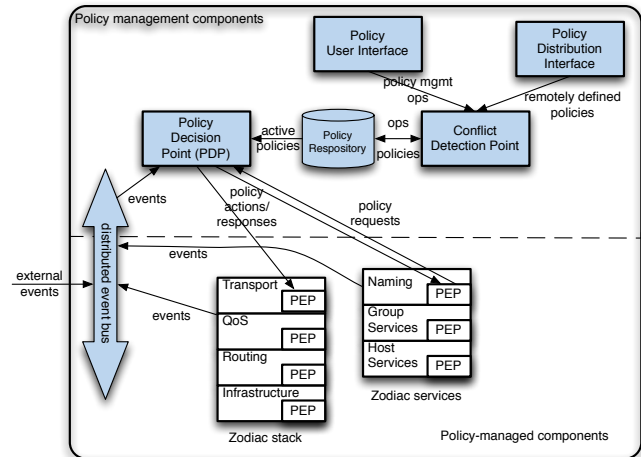 Policy management components
Policy
User Interface
Policy
Distribution
Interface
policy mgmt
ops
remotely defined
policies
Policy
Decision
Point (PDP)
active
policies
Policy
Respository
ops
policies
Conflict
Detection Point
events
policy
actions/
responses
policy
requests
distributed event bus
external
events
events
events
Transport
PEP
QoS
PEP
Routing
PEP
Infrastructure
PEP
Zodiac stack
Naming
PEP
Group
Services
PEP
Host
Services
PEP
Zodiac services
Policy-managed components